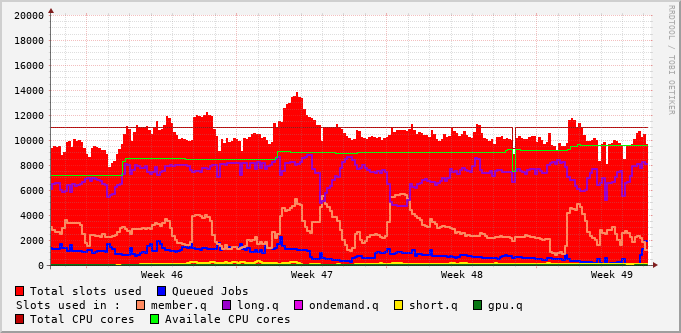 20000
18000
16000
14000
12000
10000
8000
6000
4000
2000
0
Week 46 Week 47 Week 48 Week 49
Total slots used Queued Jobs
Slots used in : member.q long.q ondemand.q short.q gpu.q
Total CPU cores Availale CPU cores
RRDTOOL / TOBI OETIKER